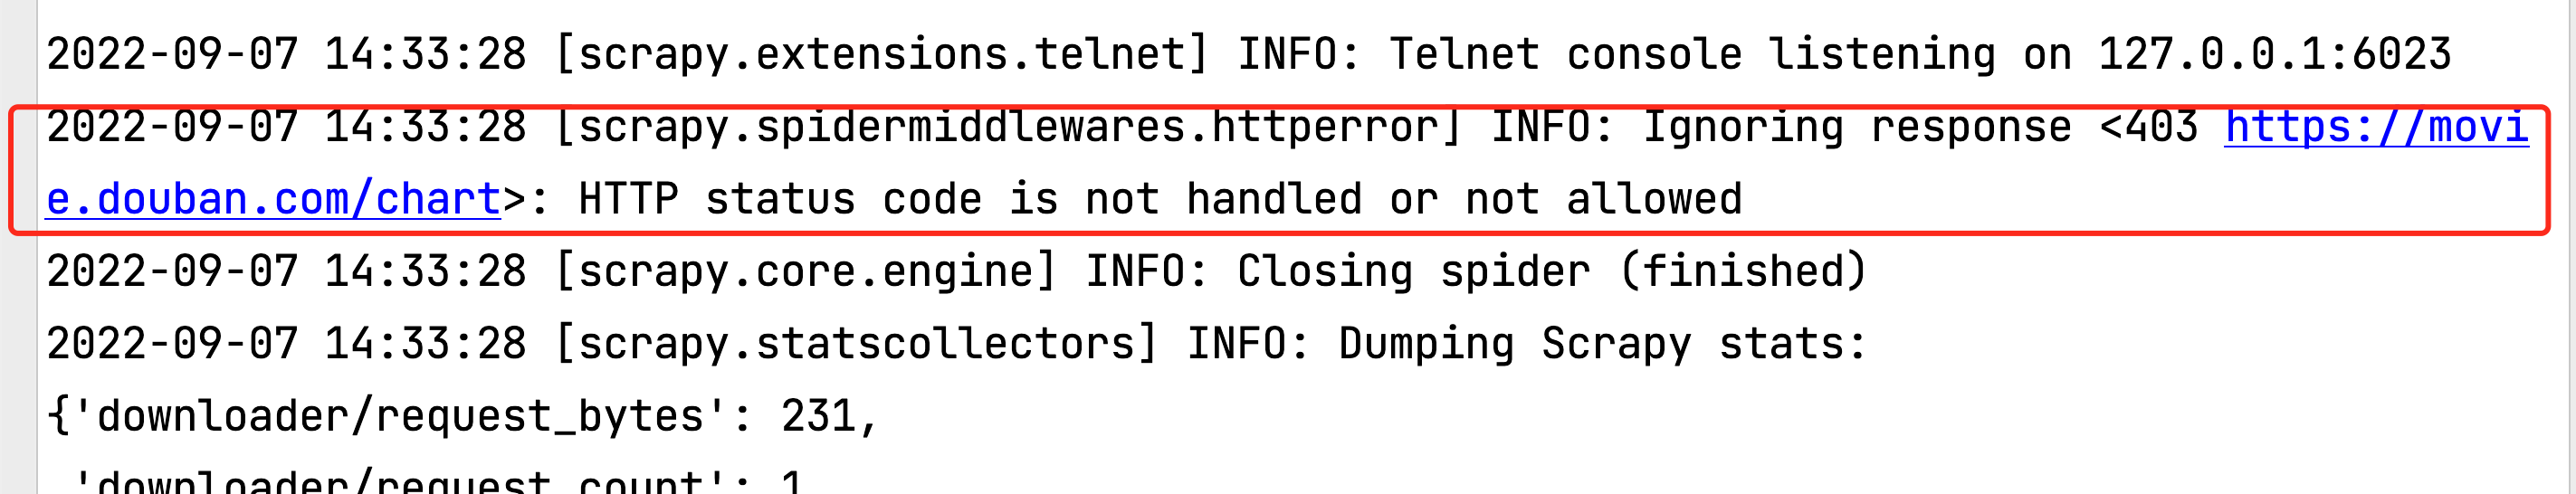 2022-09-07 14:33:28 [scrapy.extensions.telnet] INFO: Telnet console listening on 127.0.0.1:6023
2022-09-07 14:33:28 [scrapy.spidermiddlewares.httperror] INFO: Ignoring response <403 https://movi
e.douban.com/chart>: HTTP status code is not handled or not allowed
2022-09-07 14:33:28 [scrapy.core.engine] INFO: Closing spider (finished)
2022-09-07 14:33:28 [scrapy.statscollectors] INFO: Dumping Scrapy stats:
{'downloader/request_bytes': 231,
'downloader/request_count': 1